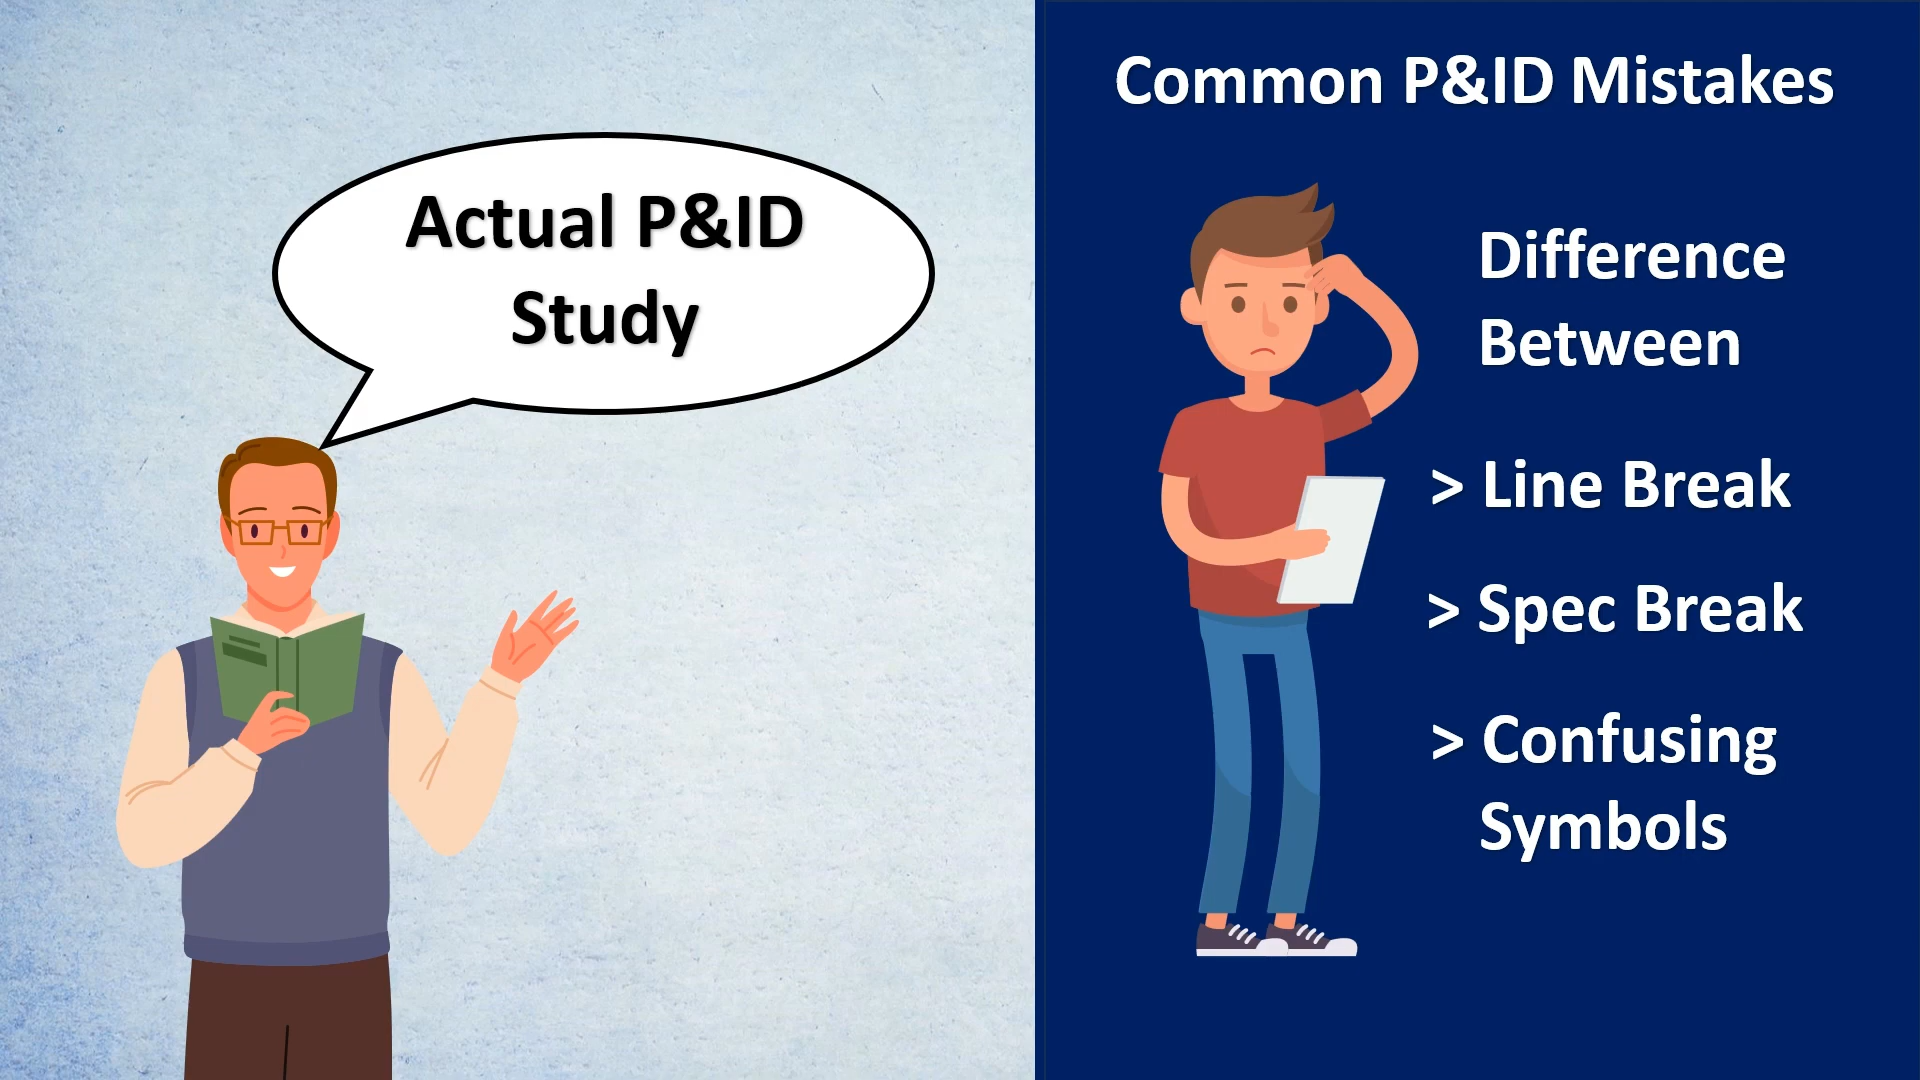 Actual P&ID
Study
Common P&ID Mistakes
Difference
Between
> Line Break
> Spec Break
> Confusing
Symbols